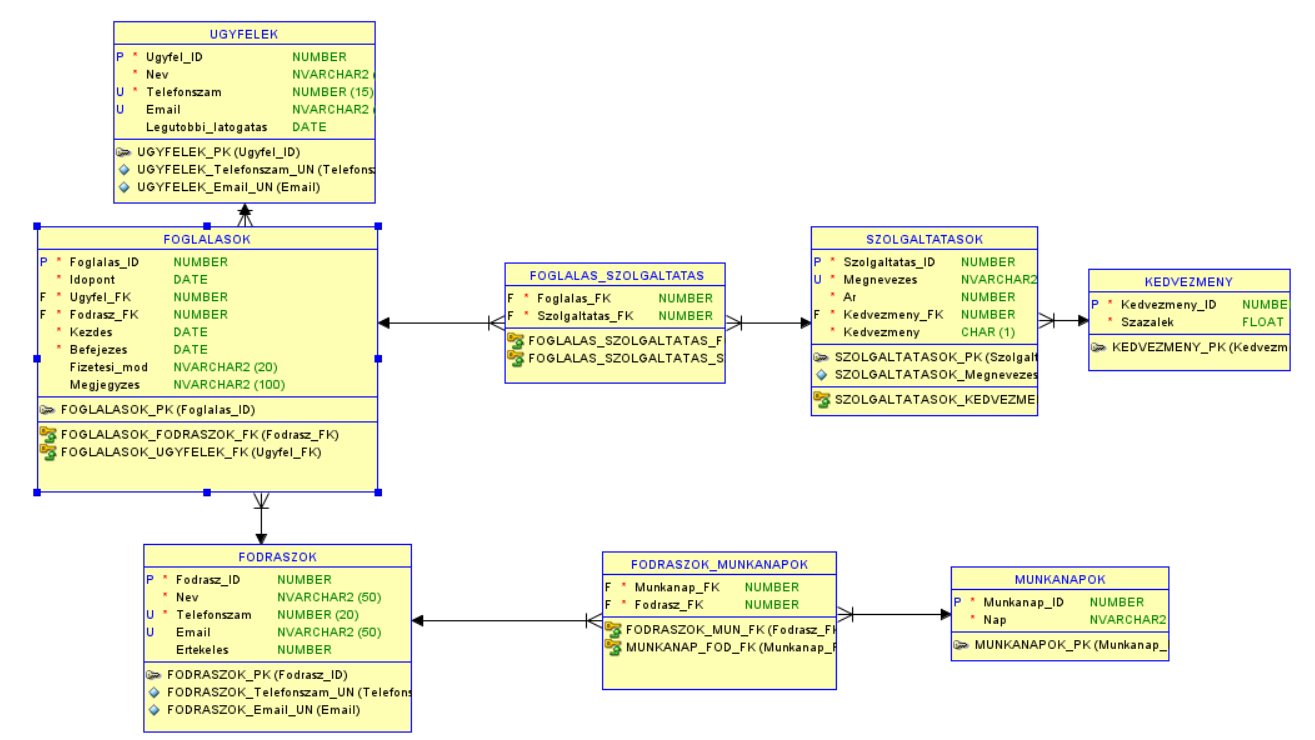 UGYFELEK
P * Ugyfel_ID NUMBER
* Nev NVARCHAR2 (
U * Telefonszam NUMBER (15)
U Email NVARCHAR2 (
Legutobbi_latogatas DATE
UGYFELEK_PK (Ugyfel_ID)
UGYFELEK_Telefonszam_UN (Telefons
UGYFELEK_Email_UN (Email)
FOGLALASOK
P * Foglalas_ID NUMBER
* Idopont DATE
F * Ugyfel_FK NUMBER
F * Fodrasz_FK NUMBER
* Kezdes DATE
* Befejezes DATE
Fizetesi_mod NVARCHAR2 (20)
Megjegyzes NVARCHAR2 (100)
FOGLALASOK_PK (Foglalas_ID)
FOGLALASOK_FODRASZOK_FK (Fodrasz_FK)
FOGLALASOK_UGYFELEK_FK (Ugyfel_FK)
FOGLALAS_SZOLGALTATAS
F * Foglalas_FK NUMBER
F * Szolgaltatas_FK NUMBER
FOGLALAS_SZOLGALTATAS_F
FOGLALAS_SZOLGALTATAS_S
SZOLGALTATASOK
P * Szolgaltatas_ID NUMBER
U * Megnevezes NVARCHAR2
* Ar NUMBER
F * Kedvezmeny_FK NUMBER
* Kedvezmeny CHAR (1)
SZOLGALTATASOK_PK (Szolgalt
SZOLGALTATASOK_Megnevezes
SZOLGALTATASOK_KEDVEZME
KEDVEZMENY
P * Kedvezmeny_ID NUMBE
* Szazalek FLOAT
KEDVEZMENY_PK (Kedvezm
FODRASZOK
P * Fodrasz_ID NUMBER
* Nev NVARCHAR2 (50)
U * Telefonszam NUMBER (20)
U Email NVARCHAR2 (50)
Ertekeles NUMBER
FODRASZOK_PK (Fodrasz_ID)
FODRASZOK_Telefonszam_UN (Telefons
FODRASZOK_Email_UN (Email)
FODRASZOK_MUNKANAPOK
F * Munkanap_FK NUMBER
F * Fodrasz_FK NUMBER
FODRASZOK_MUN_FK (Fodrasz_FK
MUNKANAP_FOD_FK (Munkanap_F
MUNKANAPOK
P * Munkanap_ID NUMBER
* Nap NVARCHAR2
MUNKANAPOK_PK (Munkanap_